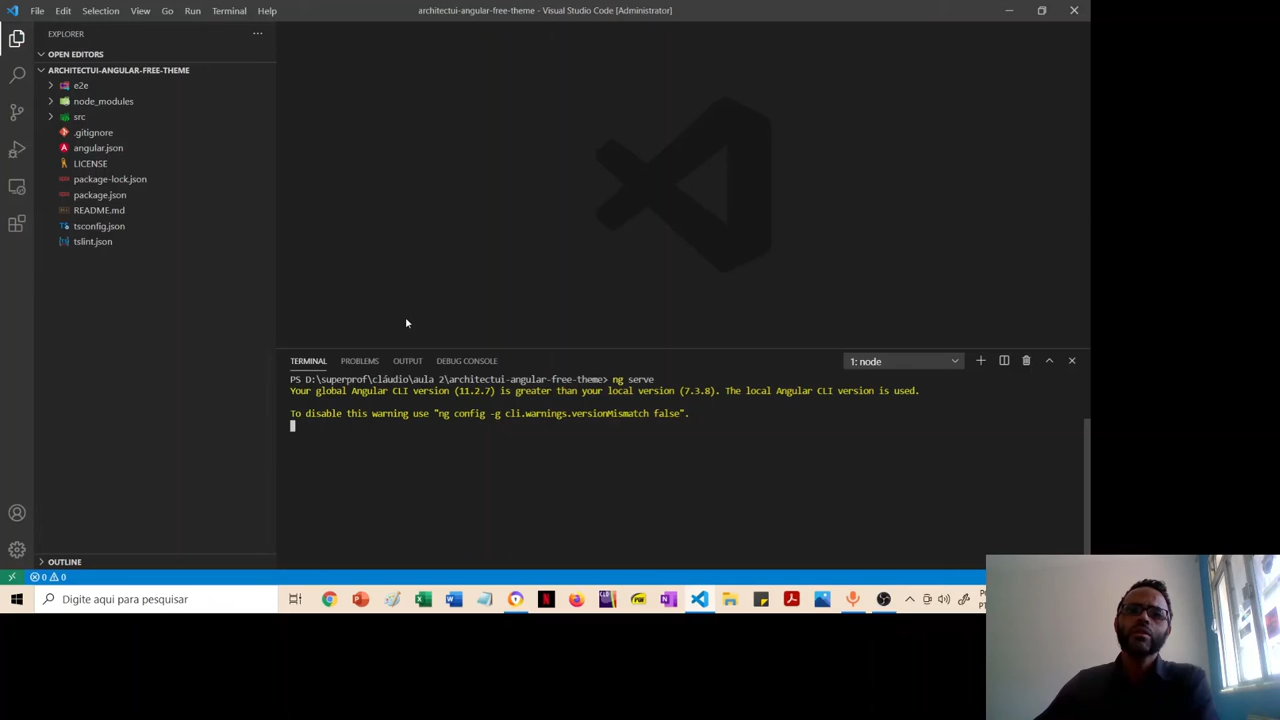 File Edit Selection View Go Run Terminal Help
architectui-angular-free-theme - Visual Studio Code [Administrator]
EXPLORER
OPEN EDITORS
ARCHITECTUI-ANGULAR-FREE-THEME
e2e
node_modules
src
.gitignore
angular.json
LICENSE
package-lock.json
package.json
README.md
tsconfig.json
tslint.json
OUTLINE
TERMINAL PROBLEMS OUTPUT DEBUG CONSOLE
1: node
PS D:\superprof\cláudio\aula 2\architectui-angular-free-theme> ng serve
Your global Angular CLI version (11.2.7) is greater than your local version (7.3.8). The local Angular CLI version is used.
To disable this warning use "ng config -g cli.warnings.versionMismatch false".
0 0
Digite aqui para pesquisar